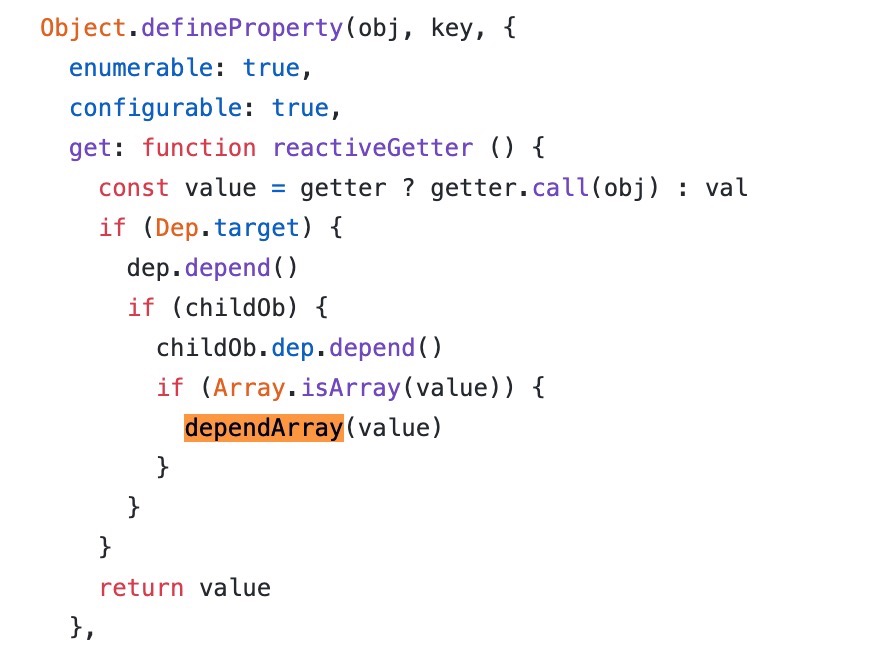 Object.defineProperty(obj, key, {
  enumerable: true,
  configurable: true,
  get: function reactiveGetter () {
    const value = getter ? getter.call(obj) : val
    if (Dep.target) {
      dep.depend()
      if (childOb) {
        childOb.dep.depend()
        if (Array.isArray(value)) {
          dependArray(value)
        }
      }
    }
    return value
  },